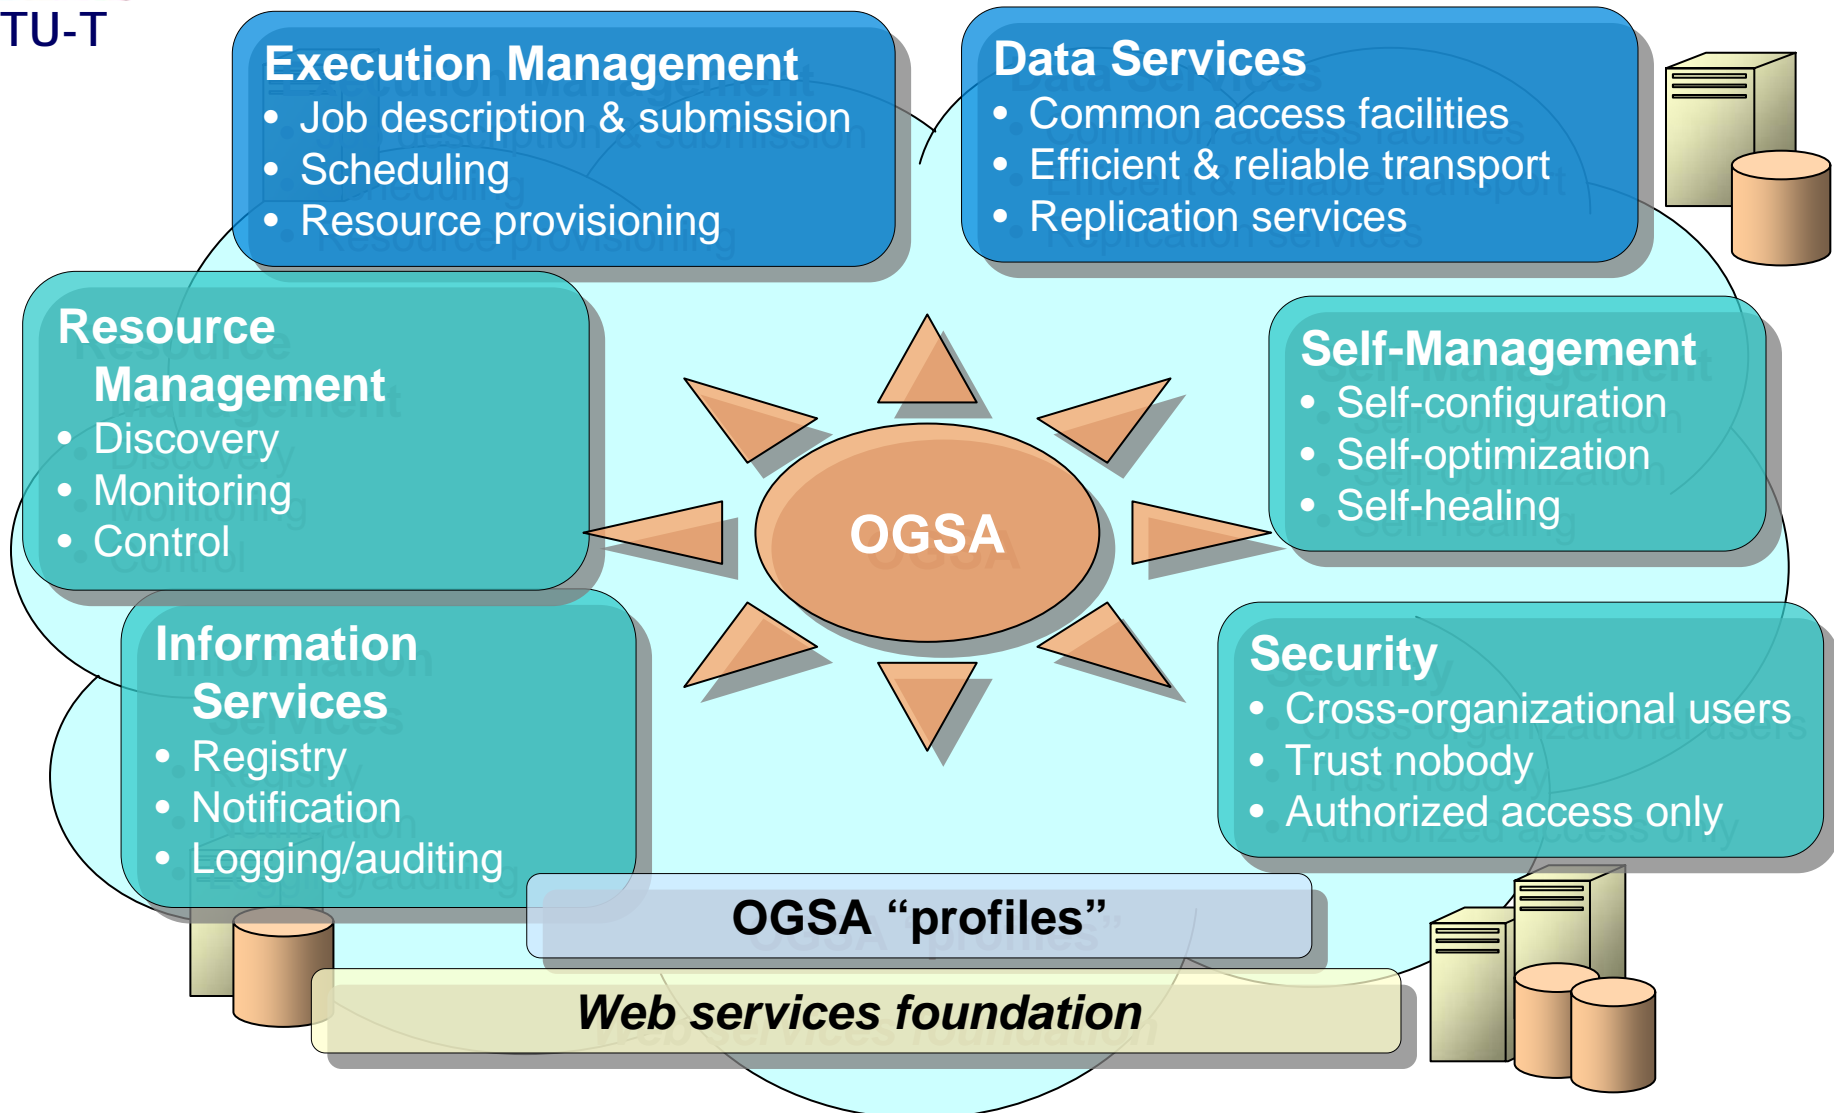 TU-T
Execution Management
• Job description & submission
• Scheduling
• Resource provisioning
Data Services
• Common access facilities
• Efficient & reliable transport
• Replication services
Resource
Management
• Discovery
• Monitoring
• Control
Self-Management
• Self-configuration
• Self-optimization
• Self-healing
OGSA
Information
Services
• Registry
• Notification
• Logging/auditing
Security
• Cross-organizational users
• Trust nobody
• Authorized access only
OGSA “profiles”
Web services foundation